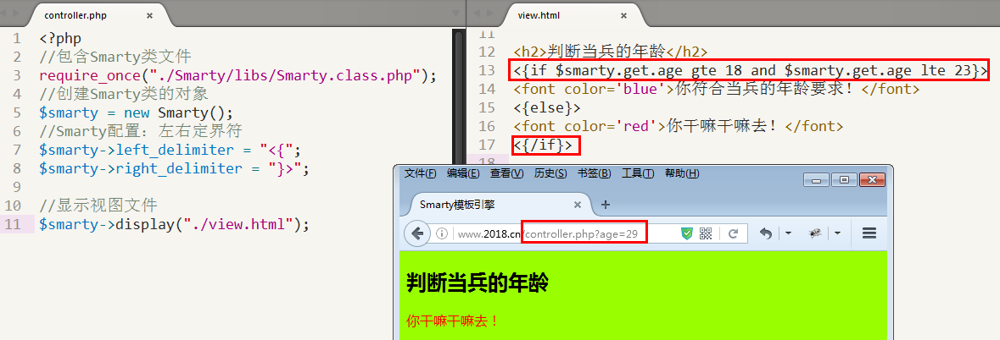 controller.php
1 <?php
2 //包含Smarty类文件
3 require_once("./Smarty/libs/Smarty.class.php");
4 //创建Smarty类的对象
5 $smarty = new Smarty();
6 //Smarty配置：左右定界符
7 $smarty->left_delimiter = "<{";
8 $smarty->right_delimiter = "}>";
9
10 //显示视图文件
11 $smarty->display("./view.html");
view.html
11
12 <h2>判断当兵的年龄</h2>
13 <{if $smarty.get.age gte 18 and $smarty.get.age lte 23}>
14 <font color='blue'>你符合当兵的年龄要求！</font>
15 <{else}>
16 <font color='red'>你干嘛干嘛去！</font>
17 <{/if}>
18
文件(F) 编辑(E) 查看(V) 历史(S) 书签(B) 工具(T) 帮助(H)
Smarty模板引擎
www.2018.cn/controller.php?age=29
判断当兵的年龄
你干嘛干嘛去！